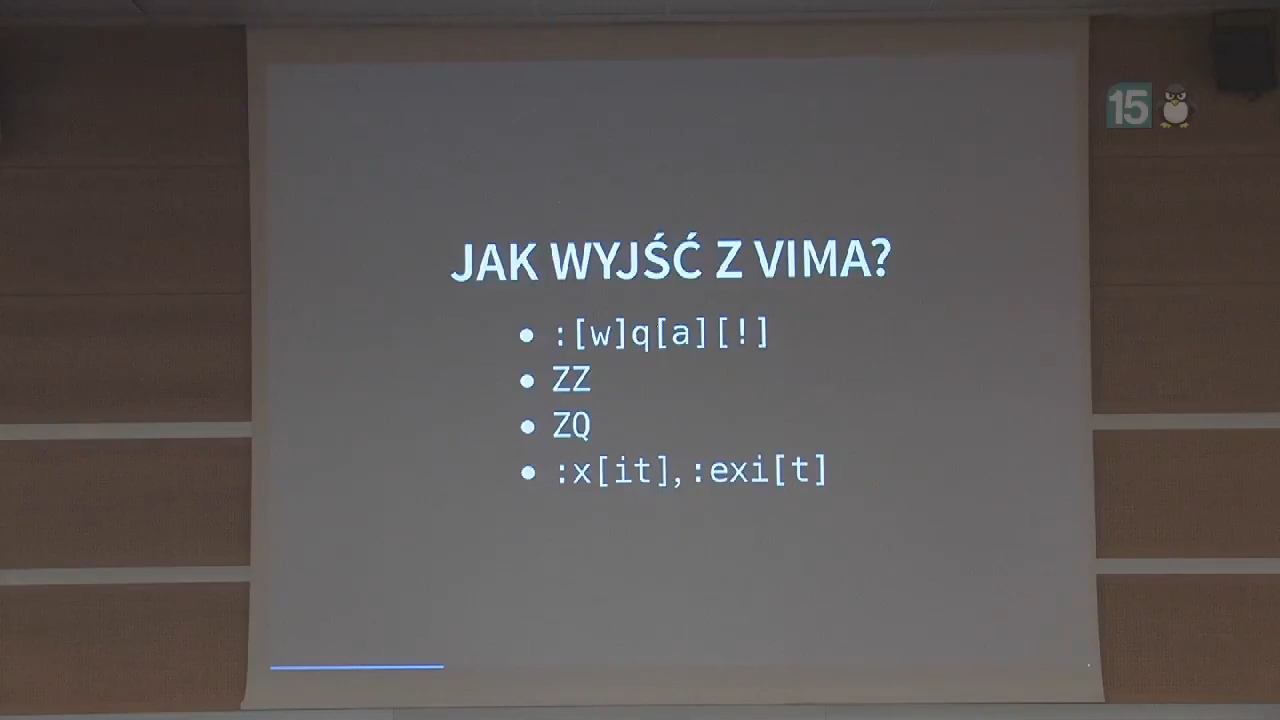 15
JAK WYJŚĆ Z VIMA?
:[w]q[a][!]
ZZ
ZQ
:x[it],:exi[t]